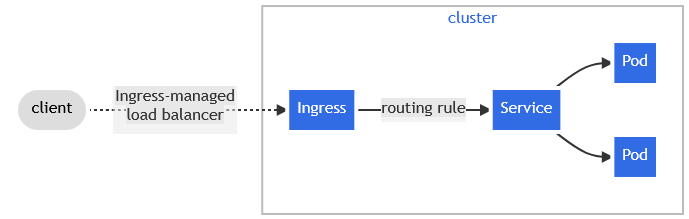 cluster
client
Ingress-managed
load balancer
Ingress
routing rule
Service
Pod
Pod